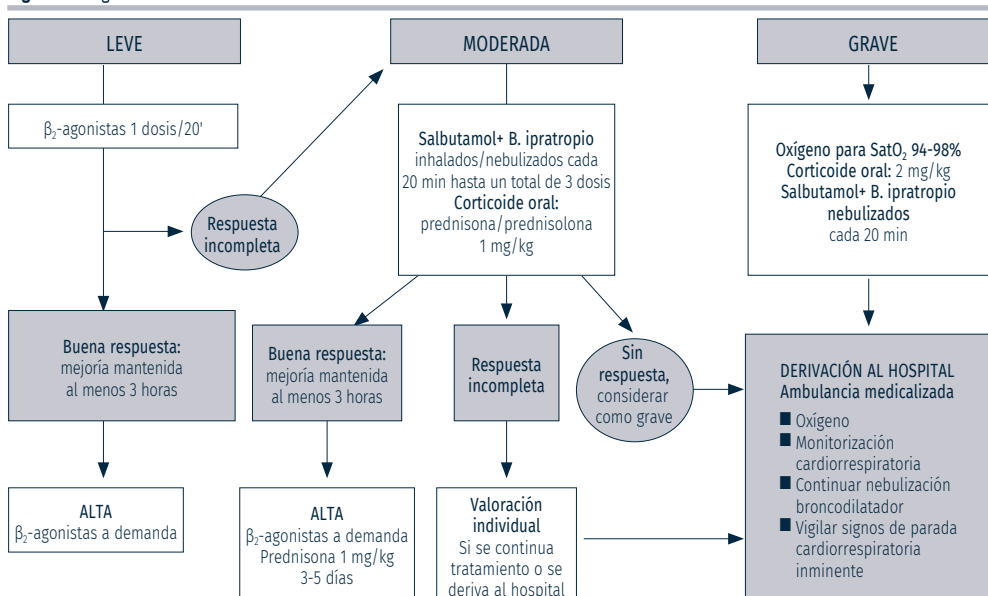 LEVE
β₂-agonistas 1 dosis/20'
Respuesta
incompleta
Buena respuesta:
mejoría mantenida
al menos 3 horas
ALTA
β₂-agonistas a demanda
MODERADA
Salbutamol+ B. ipratropio
inhalados/nebulizados cada
20 min hasta un total de 3 dosis
Corticoide oral:
prednisona/prednisolona
1 mg/kg
Buena respuesta:
mejoría mantenida
al menos 3 horas
ALTA
β₂-agonistas a demanda
Prednisona 1 mg/kg
3-5 días
Respuesta
incompleta
Valoración
individual
Si se continua
tratamiento o se
deriva al hospital
Sin
respuesta,
considerar
como grave
GRAVE
Oxígeno para SatO₂ 94-98%
Corticoide oral: 2 mg/kg
Salbutamol+ B. ipratropio
nebulizados
cada 20 min
DERIVACIÓN AL HOSPITAL
Ambulancia medicalizada
■ Oxígeno
■ Monitorización
cardiorrespiratoria
■ Continuar nebulización
broncodilatador
■ Vigilar signos de parada
cardiorrespiratoria
inminente